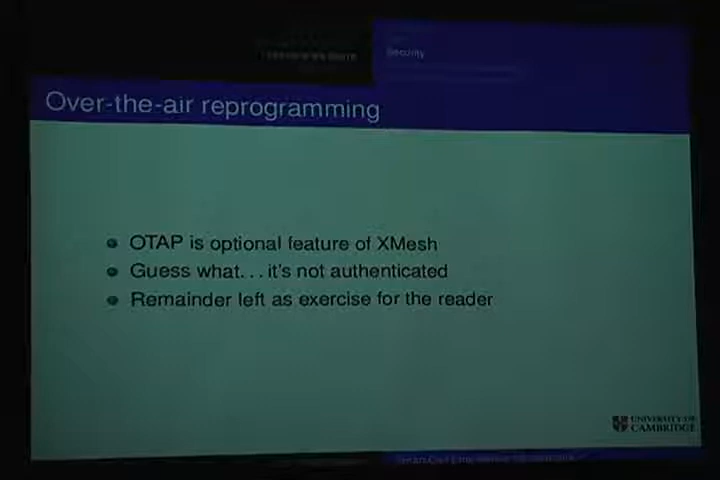 Security
Over-the-air reprogramming
OTAP is optional feature of XMesh
Guess what. . . it's not authenticated
Remainder left as exercise for the reader
UNIVERSITY OF
CAMBRIDGE